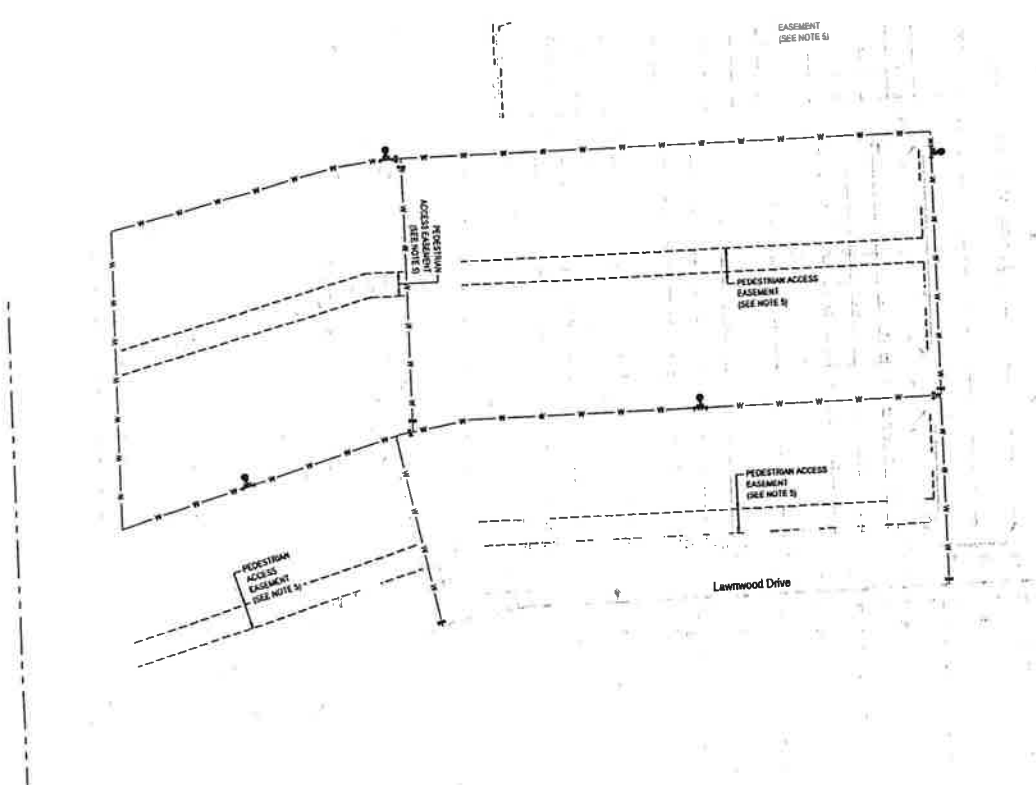 EASEMENT
(SEE NOTE 5)
PEDESTRIAN
ACCESS EASEMENT
(SEE NOTE 5)
PEDESTRIAN ACCESS
EASEMENT
(SEE NOTE 5)
PEDESTRIAN ACCESS
EASEMENT
(SEE NOTE 5)
PEDESTRIAN
ACCESS
EASEMENT
(SEE NOTE 5)
Lawnwood Drive